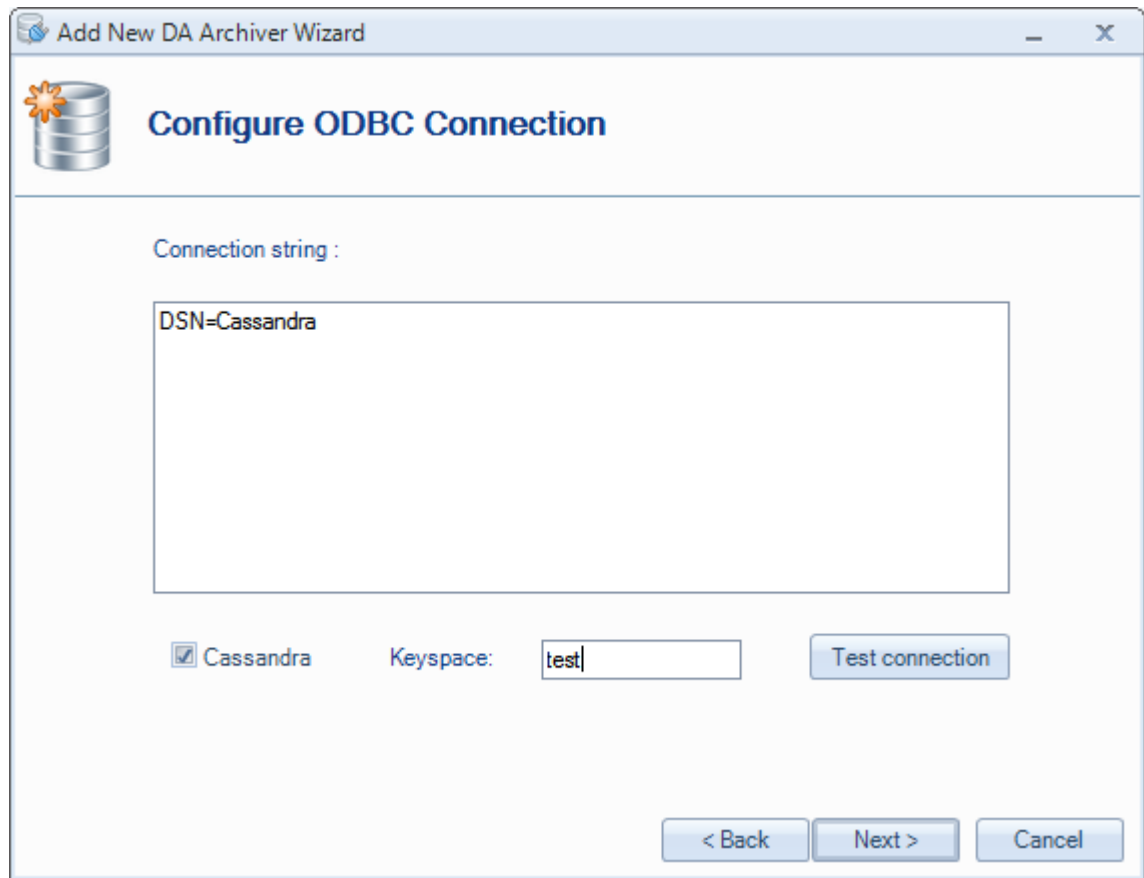 Add New DA Archiver Wizard
Configure ODBC Connection
Connection string :
DSN=Cassandra
Cassandra Keyspace: test Test connection
< Back Next > Cancel